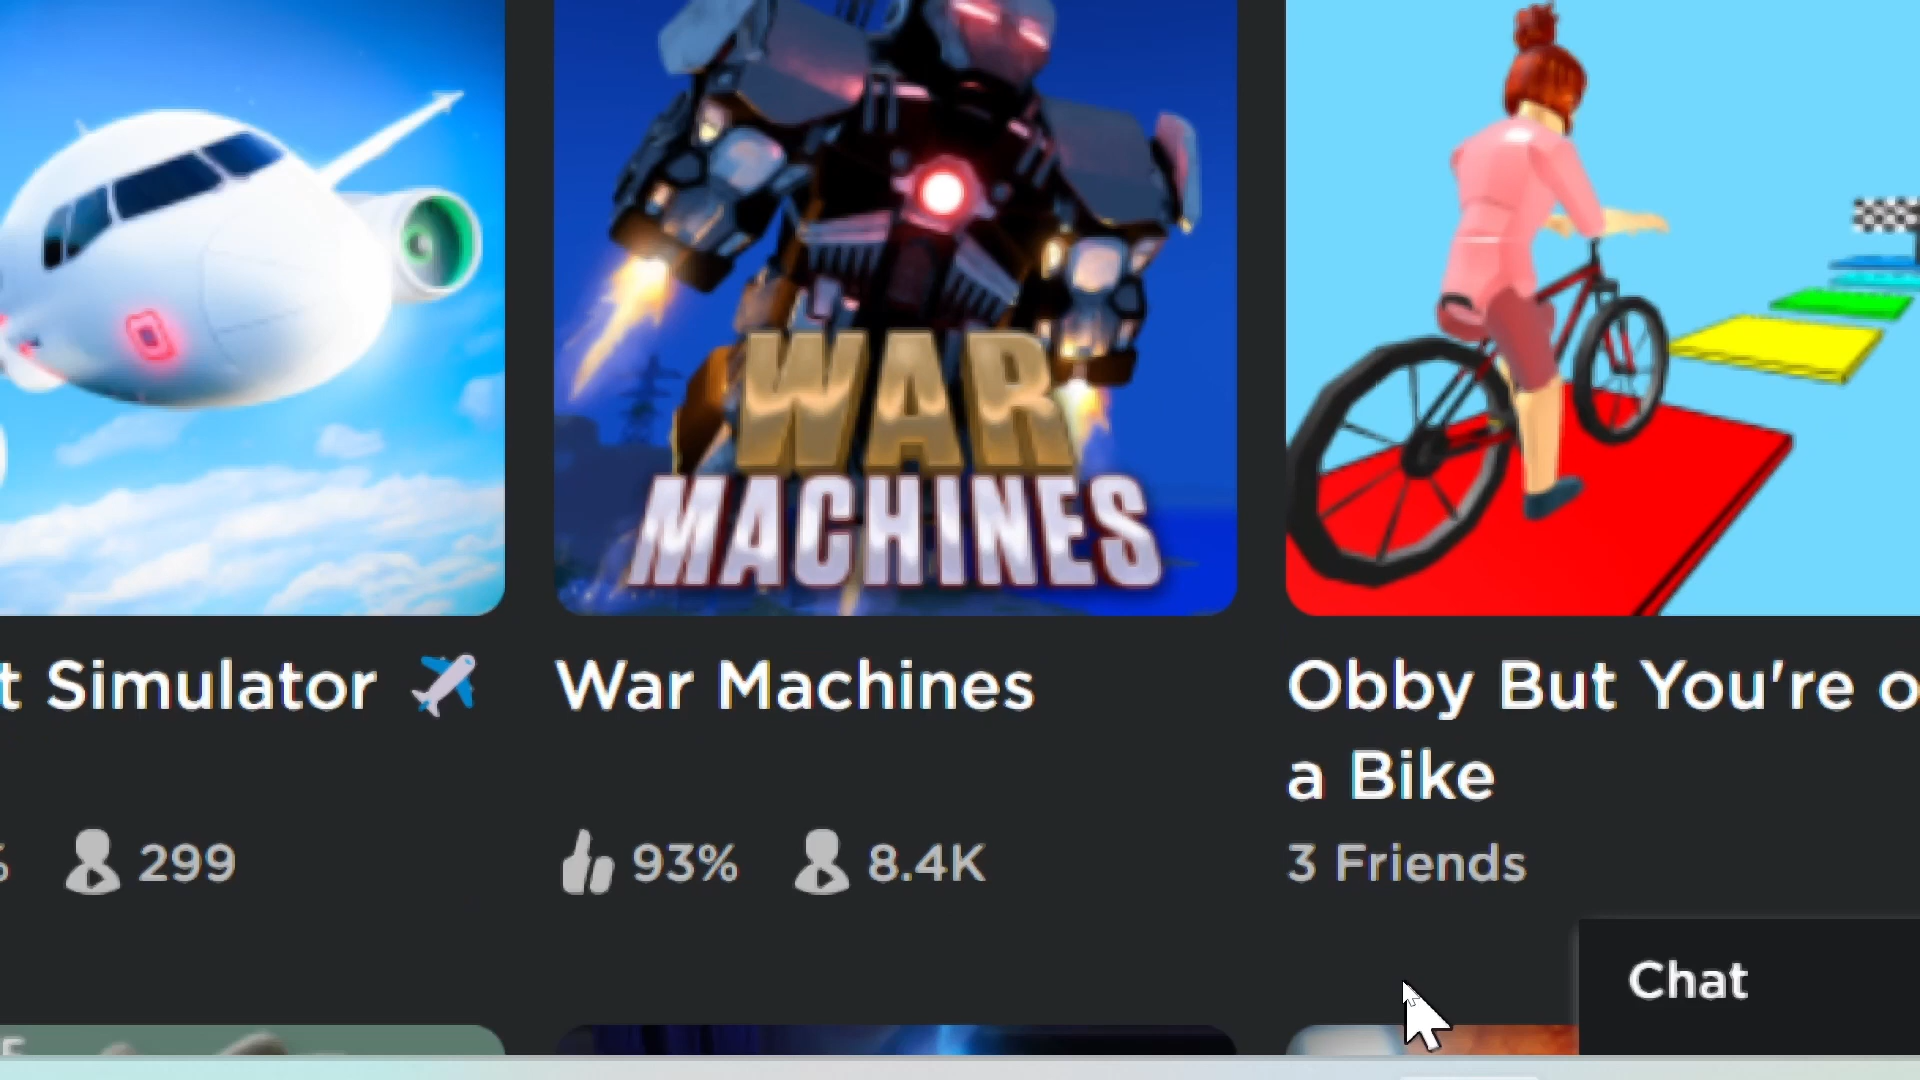 WAR
MACHINES
t Simulator
War Machines
Obby But You're o
a Bike
299
93%
8.4K
3 Friends
Chat